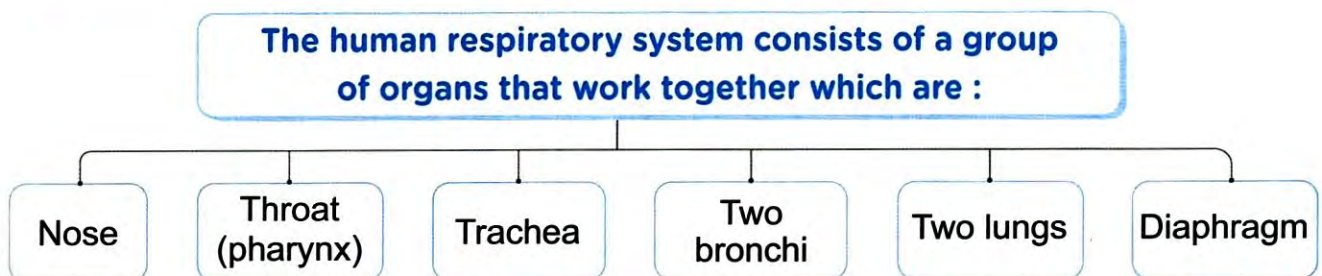 The human respiratory system consists of a group
of organs that work together which are :
Nose
Throat
(pharynx)
Trachea
Two
bronchi
Two lungs
Diaphragm